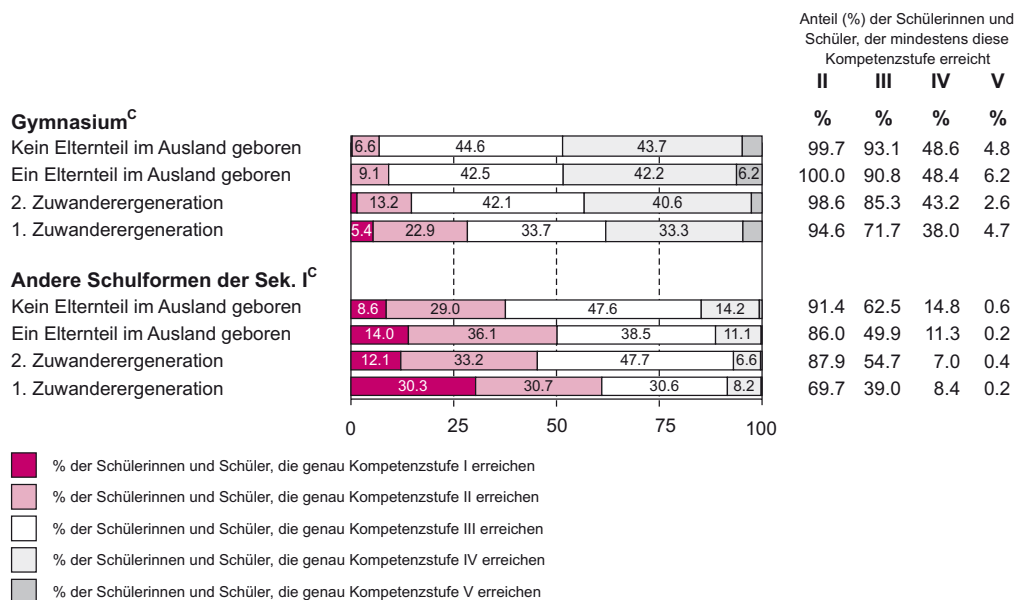 Anteil (%) der Schülerinnen und
Schüler, der mindestens diese
Kompetenzstufe erreicht
II III IV V
Gymnasium^C % % % %
Kein Elternteil im Ausland geboren 6.6 44.6 43.7 99.7 93.1 48.6 4.8
Ein Elternteil im Ausland geboren 9.1 42.5 42.2 6.2 100.0 90.8 48.4 6.2
2. Zuwanderergeneration 13.2 42.1 40.6 98.6 85.3 43.2 2.6
1. Zuwanderergeneration 5.4 22.9 33.7 33.3 94.6 71.7 38.0 4.7
Andere Schulformen der Sek. I^C
Kein Elternteil im Ausland geboren 8.6 29.0 47.6 14.2 91.4 62.5 14.8 0.6
Ein Elternteil im Ausland geboren 14.0 36.1 38.5 11.1 86.0 49.9 11.3 0.2
2. Zuwanderergeneration 12.1 33.2 47.7 6.6 87.9 54.7 7.0 0.4
1. Zuwanderergeneration 30.3 30.7 30.6 8.2 69.7 39.0 8.4 0.2
0 25 50 75 100
% der Schülerinnen und Schüler, die genau Kompetenzstufe I erreichen
% der Schülerinnen und Schüler, die genau Kompetenzstufe II erreichen
% der Schülerinnen und Schüler, die genau Kompetenzstufe III erreichen
% der Schülerinnen und Schüler, die genau Kompetenzstufe IV erreichen
% der Schülerinnen und Schüler, die genau Kompetenzstufe V erreichen